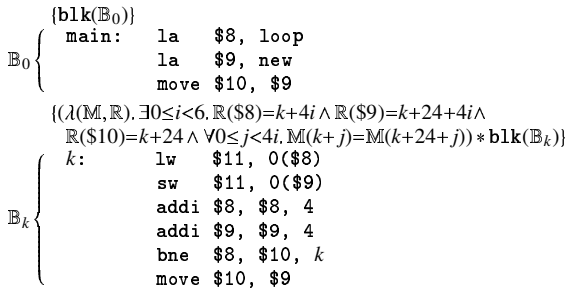 {blk(𝔹₀)}
𝔹₀ { main: la $8, loop
la $9, new
move $10, $9
{(λ(𝕄,ℝ). ∃0≤i<6. ℝ($8)=k+4i∧ℝ($9)=k+24+4i∧
ℝ($10)=k+24∧∀0≤j<4i. 𝕄(k+j)=𝕄(k+24+j))∗blk(𝔹ₖ)}
k: lw $11, 0($8)
sw $11, 0($9)
addi $8, $8, 4
𝔹ₖ { addi $9, $9, 4
bne $8, $10, k
move $10, $9